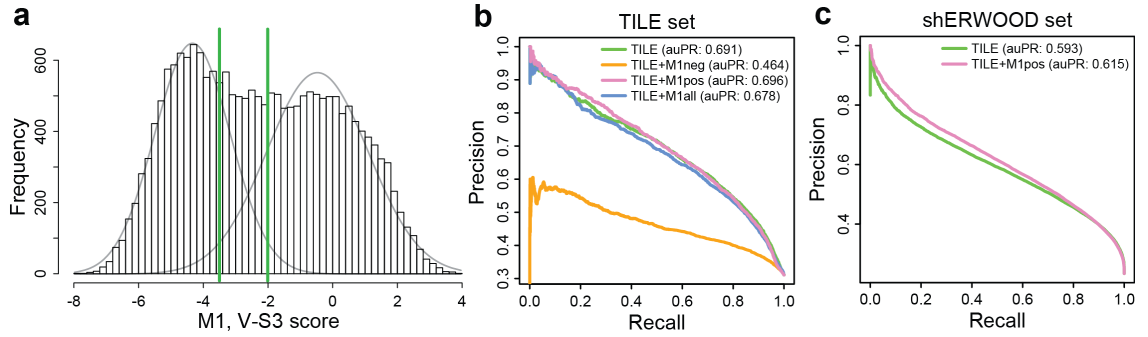 a
Frequency
600
400
200
0
-8 -6 -4 -2 0 2 4
M1, V-S3 score
b
TILE set
TILE (auPR: 0.691)
TILE+M1neg (auPR: 0.464)
TILE+M1pos (auPR: 0.696)
TILE+M1all (auPR: 0.678)
Precision
1.0
0.9
0.8
0.7
0.6
0.5
0.4
0.3
0.0 0.2 0.4 0.6 0.8 1.0
Recall
c
shERWOOD set
TILE (auPR: 0.593)
TILE+M1pos (auPR: 0.615)
Precision
1.0
0.8
0.6
0.4
0.0 0.2 0.4 0.6 0.8 1.0
Recall